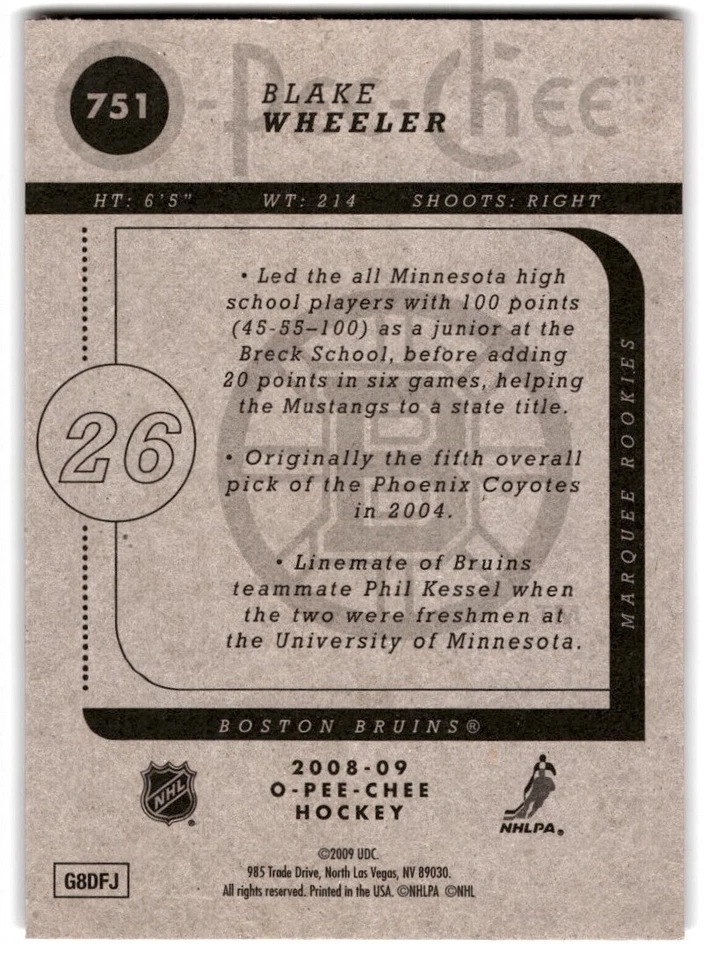 O-Pee-Chee™
751
BLAKE
WHEELER
HT: 6'5"   WT: 214   SHOOTS: RIGHT
• Led the all Minnesota high
school players with 100 points
(45-55–100) as a junior at the
Breck School, before adding
20 points in six games, helping
the Mustangs to a state title.
• Originally the fifth overall
pick of the Phoenix Coyotes
in 2004.
• Linemate of Bruins
teammate Phil Kessel when
the two were freshmen at
the University of Minnesota.
26
MARQUEE ROOKIES
B
BOSTON BRUINS®
NHL®
2008-09
O-PEE-CHEE
HOCKEY
NHLPA®
©2009 UDC.
985 Trade Drive, North Las Vegas, NV 89030.
All rights reserved. Printed in the USA. ©NHLPA ©NHL
G8DFJ